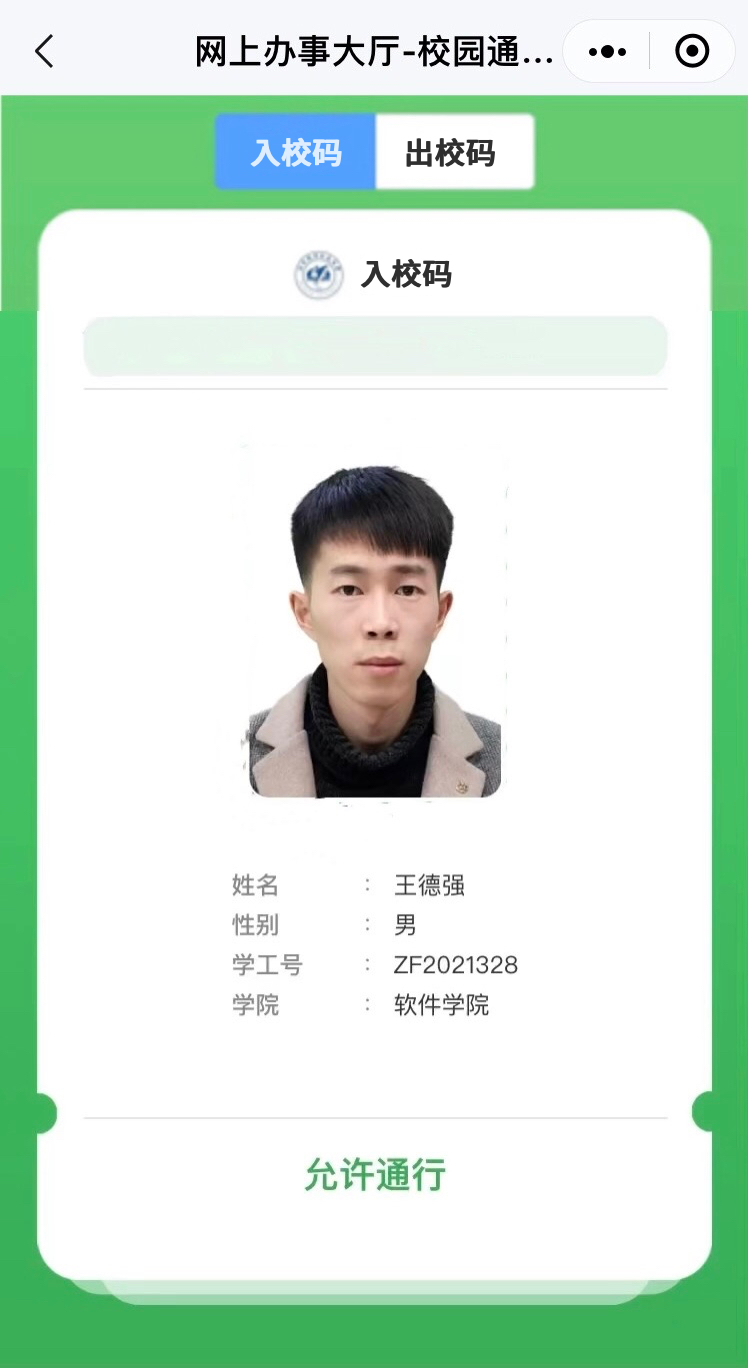 网上办事大厅-校园通...
入校码 出校码
入校码
姓名 : 王德强
性别 : 男
学工号 : ZF2021328
学院 : 软件学院
允许通行